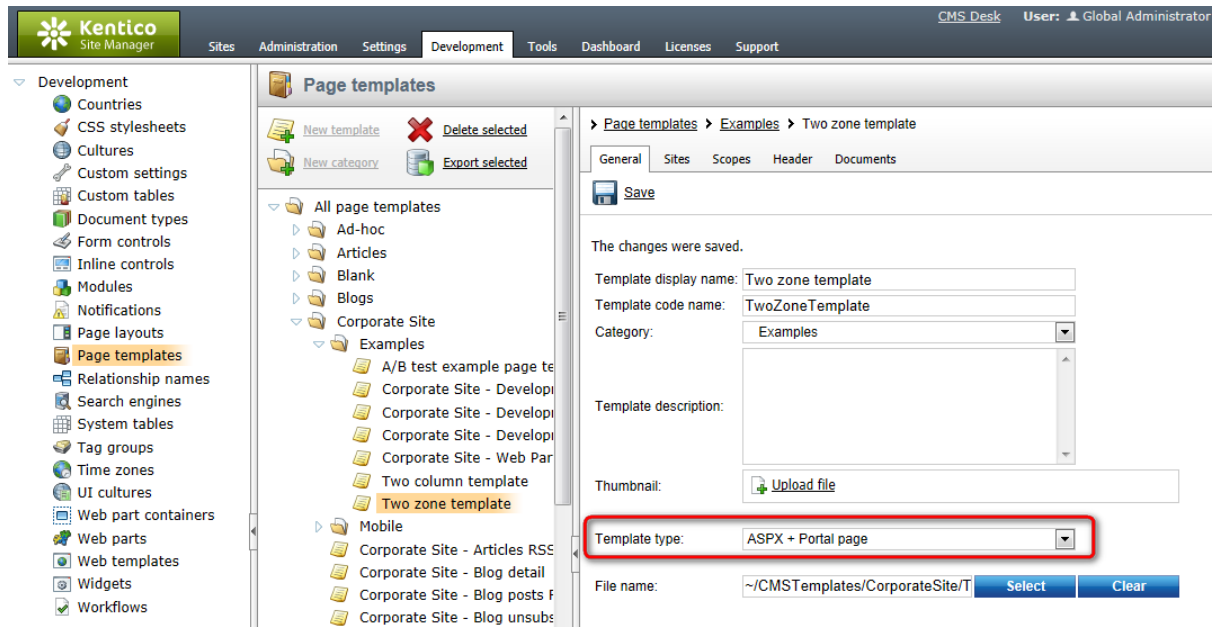 CMS Desk User: Global Administrator
Kentico
Site Manager
Sites Administration Settings Development Tools Dashboard Licenses Support
Development
Countries
CSS stylesheets
Cultures
Custom settings
Custom tables
Document types
Form controls
Inline controls
Modules
Notifications
Page layouts
Page templates
Relationship names
Search engines
System tables
Tag groups
Time zones
UI cultures
Web part containers
Web parts
Web templates
Widgets
Workflows
Page templates
New template Delete selected
New category Export selected
All page templates
Ad-hoc
Articles
Blank
Blogs
Corporate Site
Examples
A/B test example page te
Corporate Site - Develop
Corporate Site - Develop
Corporate Site - Develop
Corporate Site - Web Par
Two column template
Two zone template
Mobile
Corporate Site - Articles RSS
Corporate Site - Blog detail
Corporate Site - Blog posts F
Corporate Site - Blog unsubs
> Page templates > Examples > Two zone template
General Sites Scopes Header Documents
Save
The changes were saved.
Template display name: Two zone template
Template code name: TwoZoneTemplate
Category: Examples
Template description:
Thumbnail: Upload file
Template type: ASPX + Portal page
File name: ~/CMSTemplates/CorporateSite/T Select Clear